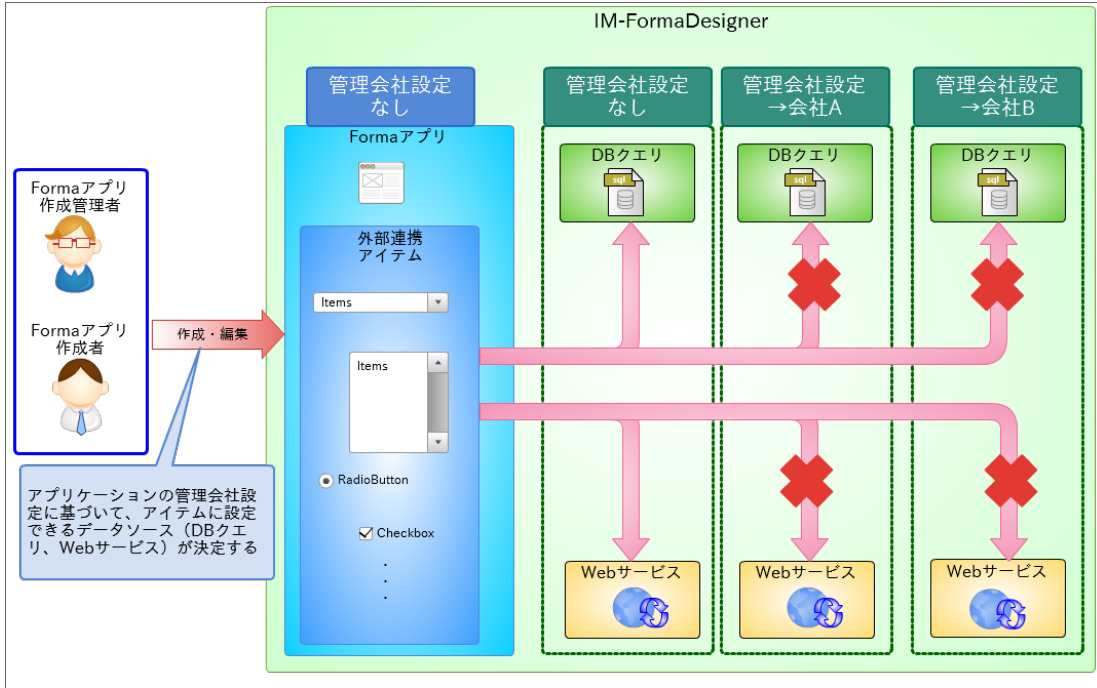 IM-FormaDesigner
管理会社設定
なし
管理会社設定
なし
管理会社設定
→会社A
管理会社設定
→会社B
Formaアプリ
作成管理者
Formaアプリ
作成者
作成・編集
アプリケーションの管理会社設
定に基づいて、アイテムに設定
できるデータソース（DBクエ
リ、Webサービス）が決定する
Formaアプリ
外部連携
アイテム
Items
Items
RadioButton
Checkbox
・
・
・
DBクエリ
sql
DBクエリ
sql
DBクエリ
sql
Webサービス
Webサービス
Webサービス